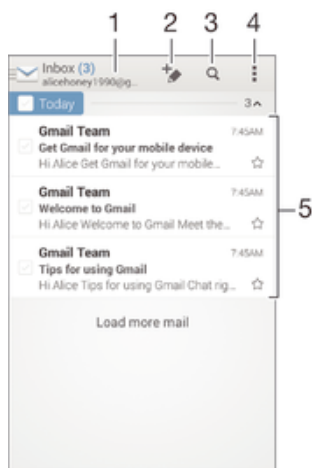 1 2 3 4
Inbox (3)
alicehoney1990@g...
Today 3
Gmail Team 7:45AM
Get Gmail for your mobile device
Hi Alice Get Gmail for your mobile...
Gmail Team 7:45AM
Welcome to Gmail
Hi Alice Welcome to Gmail Meet the...
5
Gmail Team 7:45AM
Tips for using Gmail
Hi Alice Tips for using Gmail Chat rig...
Load more mail